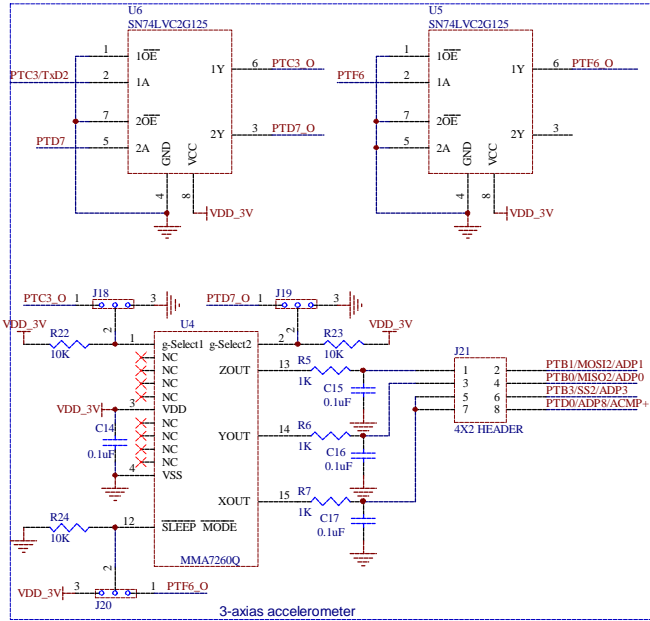 U6
SN74LVC2G125
U5
SN74LVC2G125
1 1OE 1Y 6 PTC3_O
PTC3/TxD2 2 1A
7 2OE
PTD7 5 2A 2Y 3 PTD7_O
GND VCC
4 8
VDD_3V
1 1OE 1Y 6 PTF6_O
PTF6 2 1A
7 2OE
5 2A 2Y 3
GND VCC
4 8
VDD_3V
PTC3_O 1 J18 3
2
PTD7_O 1 J19 3
2
VDD_3V R22 10K
U4
R23 10K VDD_3V
1 g-Select1 g-Select2 2
NC
NC
NC
NC
VDD_3V 3 VDD
C14 0.1uF
NC
NC
NC
NC
4 VSS
ZOUT 13 R5 1K
C15 0.1uF
YOUT 14 R6 1K
C16 0.1uF
XOUT 15 R7 1K
C17 0.1uF
R24 10K 12 SLEEP MODE
MMA7260Q
2
VDD_3V 3 J20 1 PTF6_O
J21
1 2 PTB1/MOSI2/ADP1
3 4 PTB0/MISO2/ADP0
5 6 PTB3/SS2/ADP3
7 8 PTD0/ADP8/ACMP+
4X2 HEADER
3-axias accelerometer